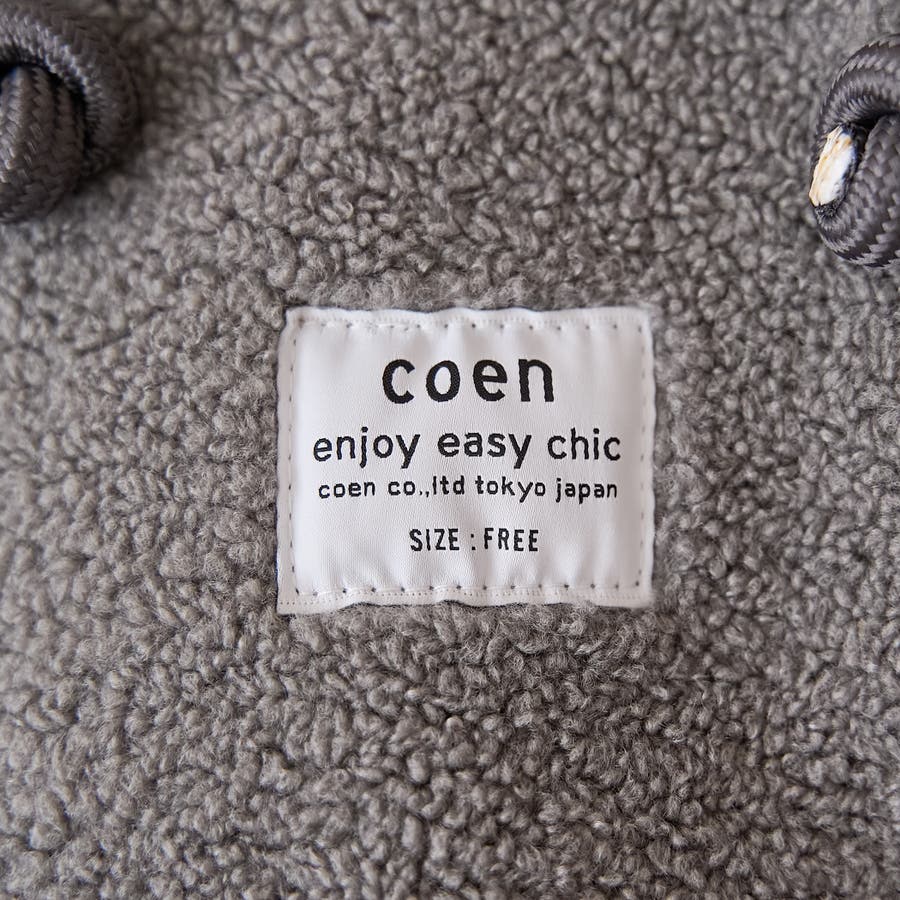 coen
enjoy easy chic
coen co.,ltd tokyo japan
SIZE : FREE